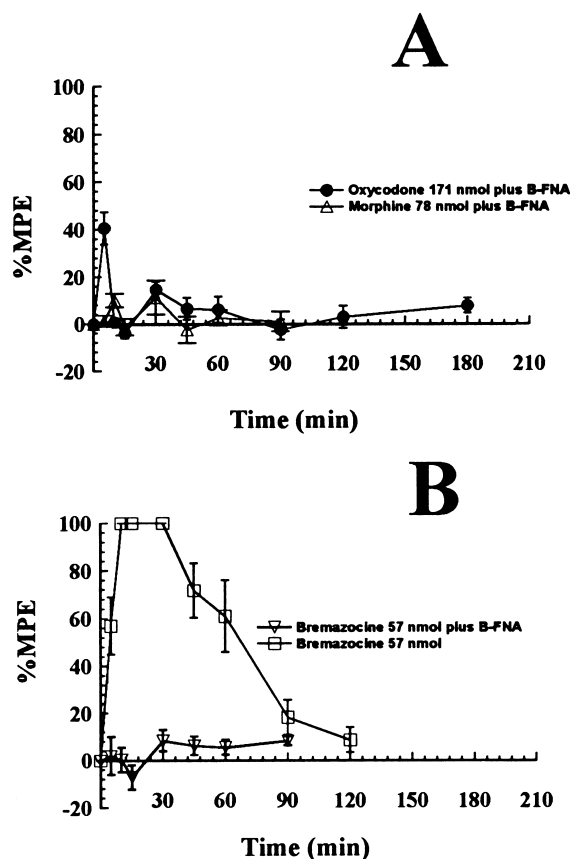 A
100
80
60
40
20
0
-20
%MPE
Oxycodone 171 nmol plus B-FNA
Morphine 78 nmol plus B-FNA
30 60 90 120 150 180 210
Time (min)
B
100
80
60
40
20
0
-20
%MPE
Bremazocine 57 nmol plus B-FNA
Bremazocine 57 nmol
30 60 90 120 150 180 210
Time (min)